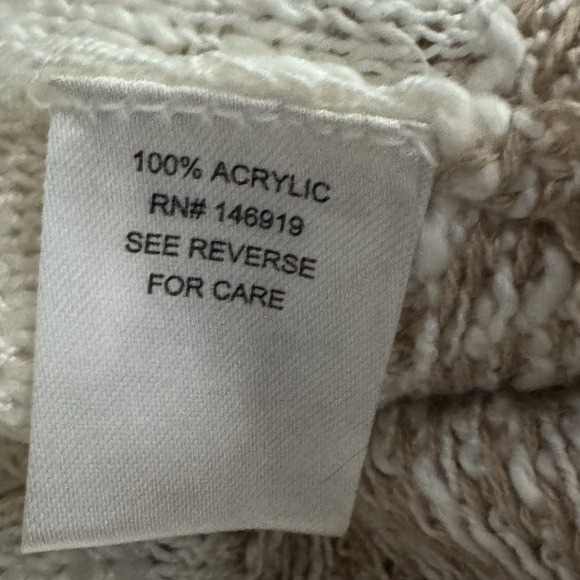 100% ACRYLIC
RN# 146919
SEE REVERSE
FOR CARE